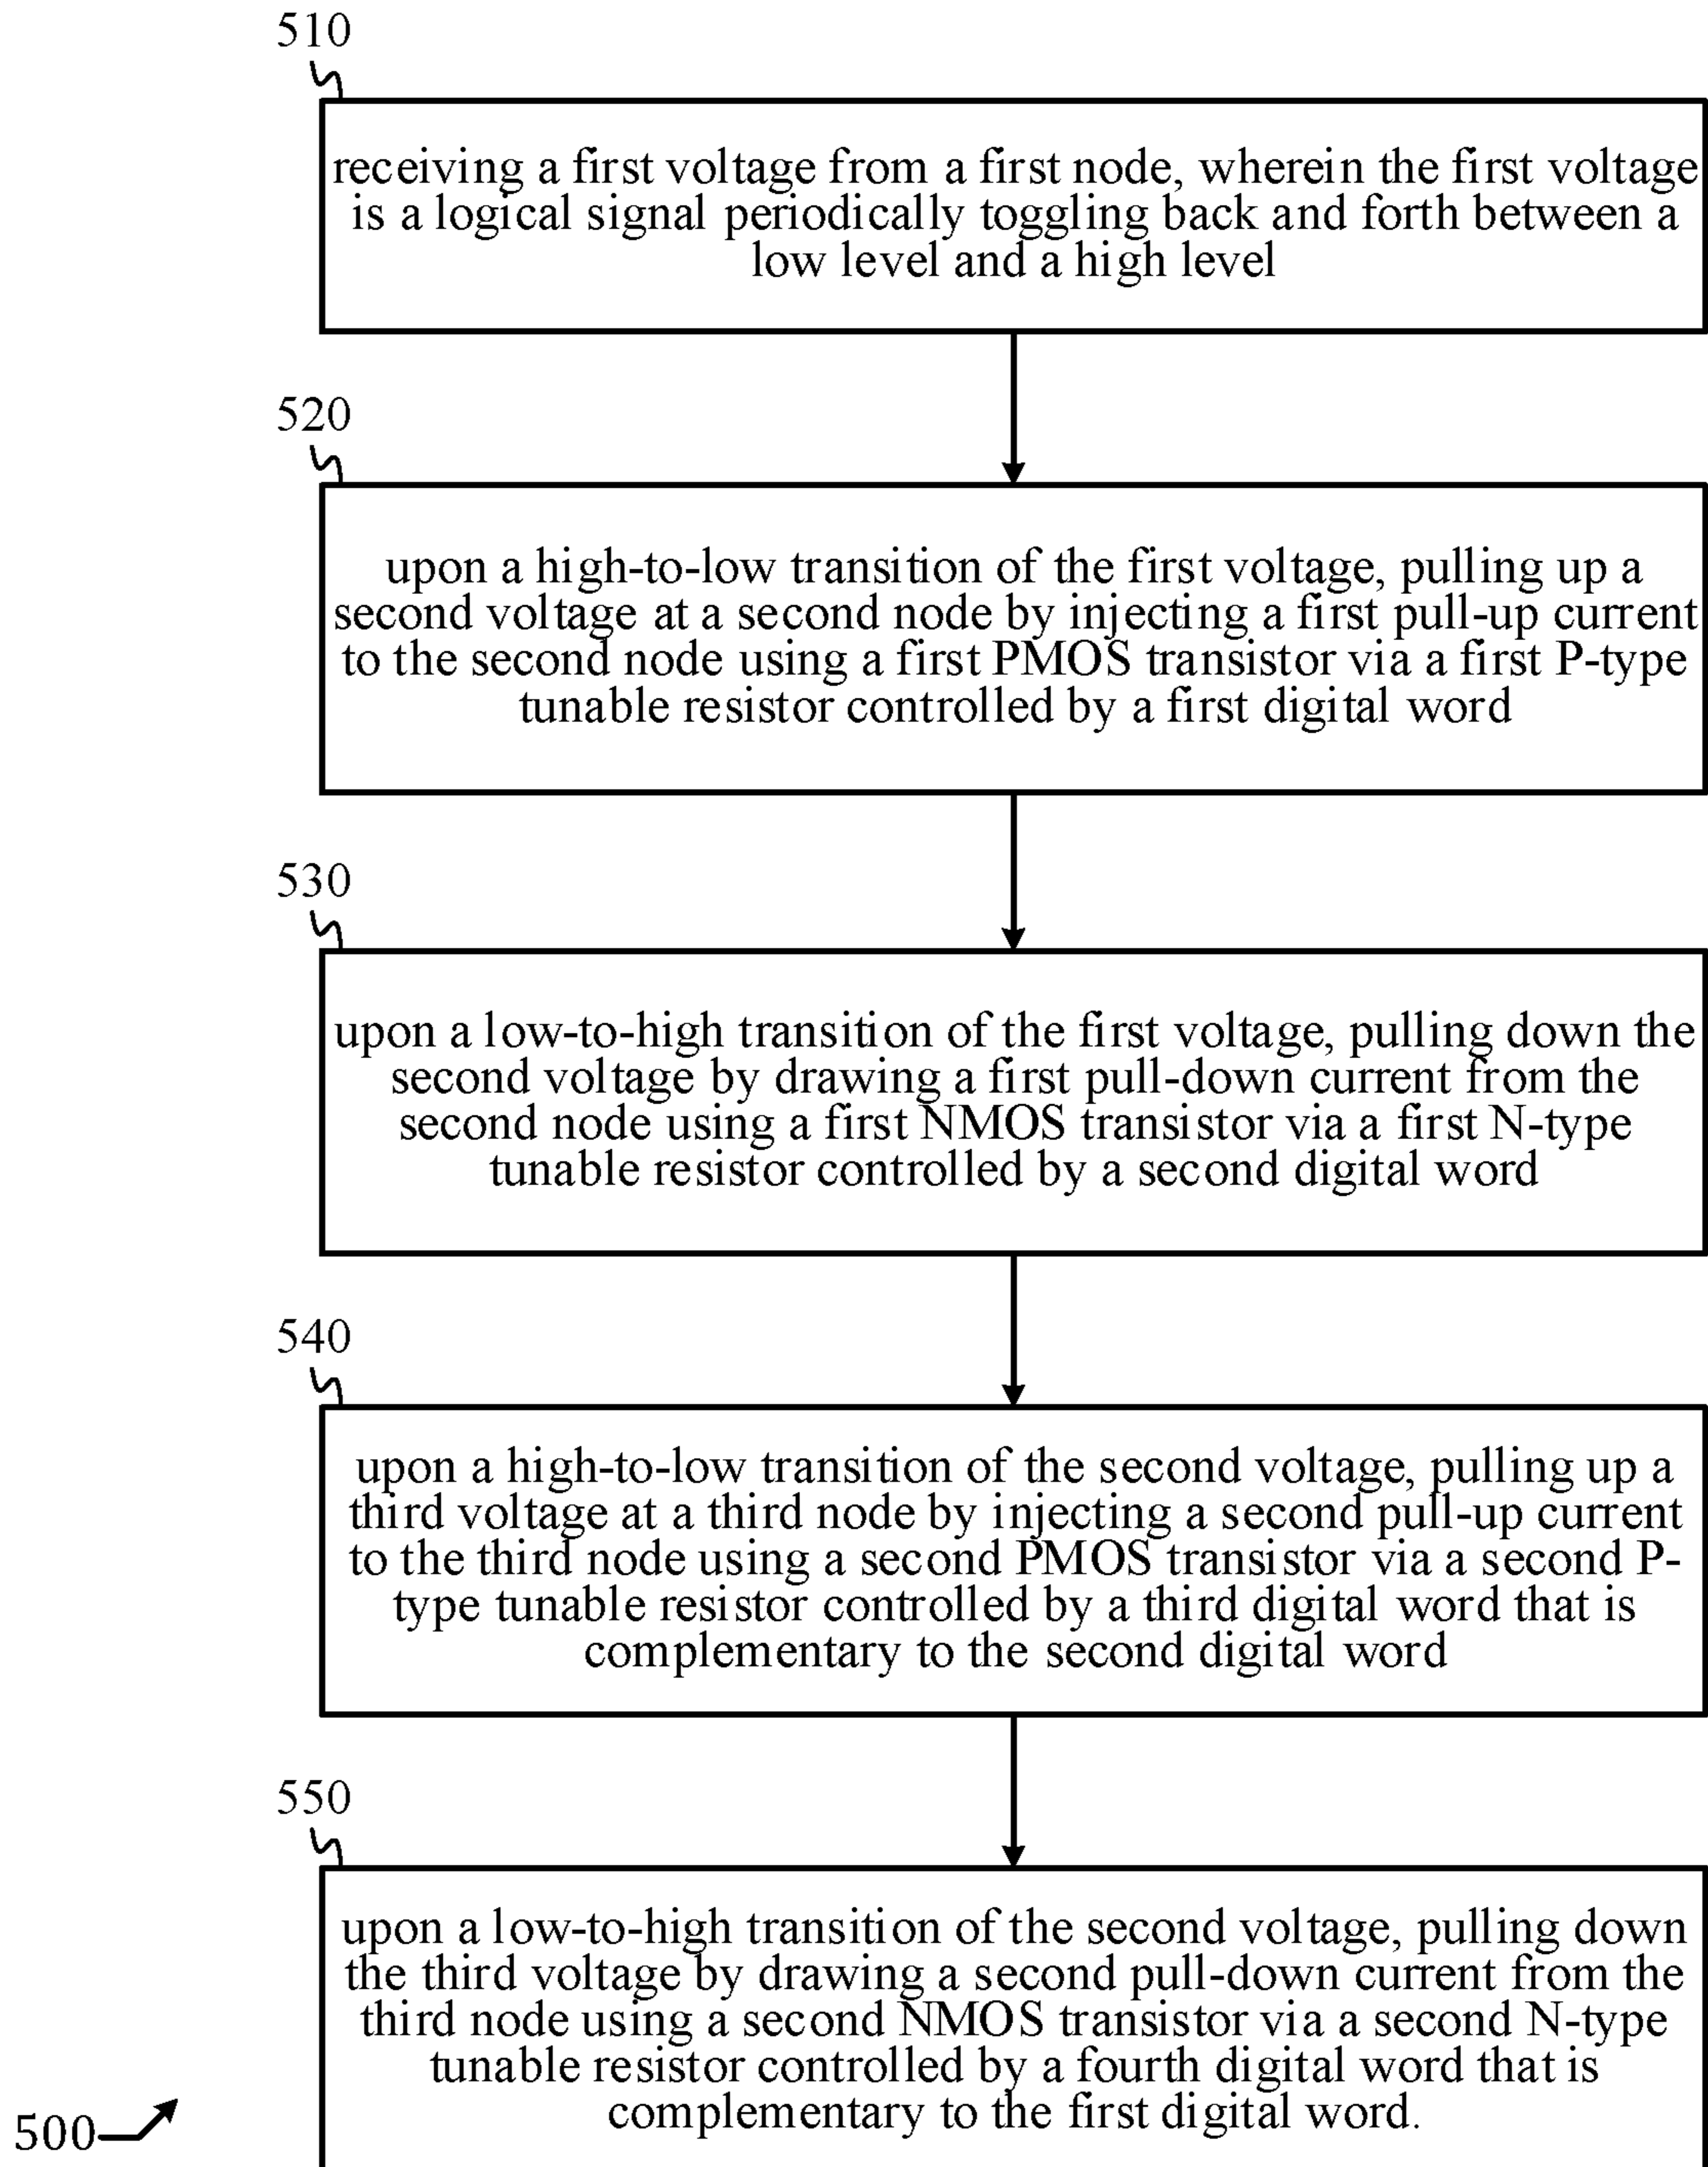 510
receiving a first voltage from a first node, wherein the first voltage
is a logical signal periodically toggling back and forth between a
low level and a high level
520
upon a high-to-low transition of the first voltage, pulling up a
second voltage at a second node by injecting a first pull-up current
to the second node using a first PMOS transistor via a first P-type
tunable resistor controlled by a first digital word
530
upon a low-to-high transition of the first voltage, pulling down the
second voltage by drawing a first pull-down current from the
second node using a first NMOS transistor via a first N-type
tunable resistor controlled by a second digital word
540
upon a high-to-low transition of the second voltage, pulling up a
third voltage at a third node by injecting a second pull-up current
to the third node using a second PMOS transistor via a second P-
type tunable resistor controlled by a third digital word that is
complementary to the second digital word
550
upon a low-to-high transition of the second voltage, pulling down
the third voltage by drawing a second pull-down current from the
third node using a second NMOS transistor via a second N-type
tunable resistor controlled by a fourth digital word that is
complementary to the first digital word.
500